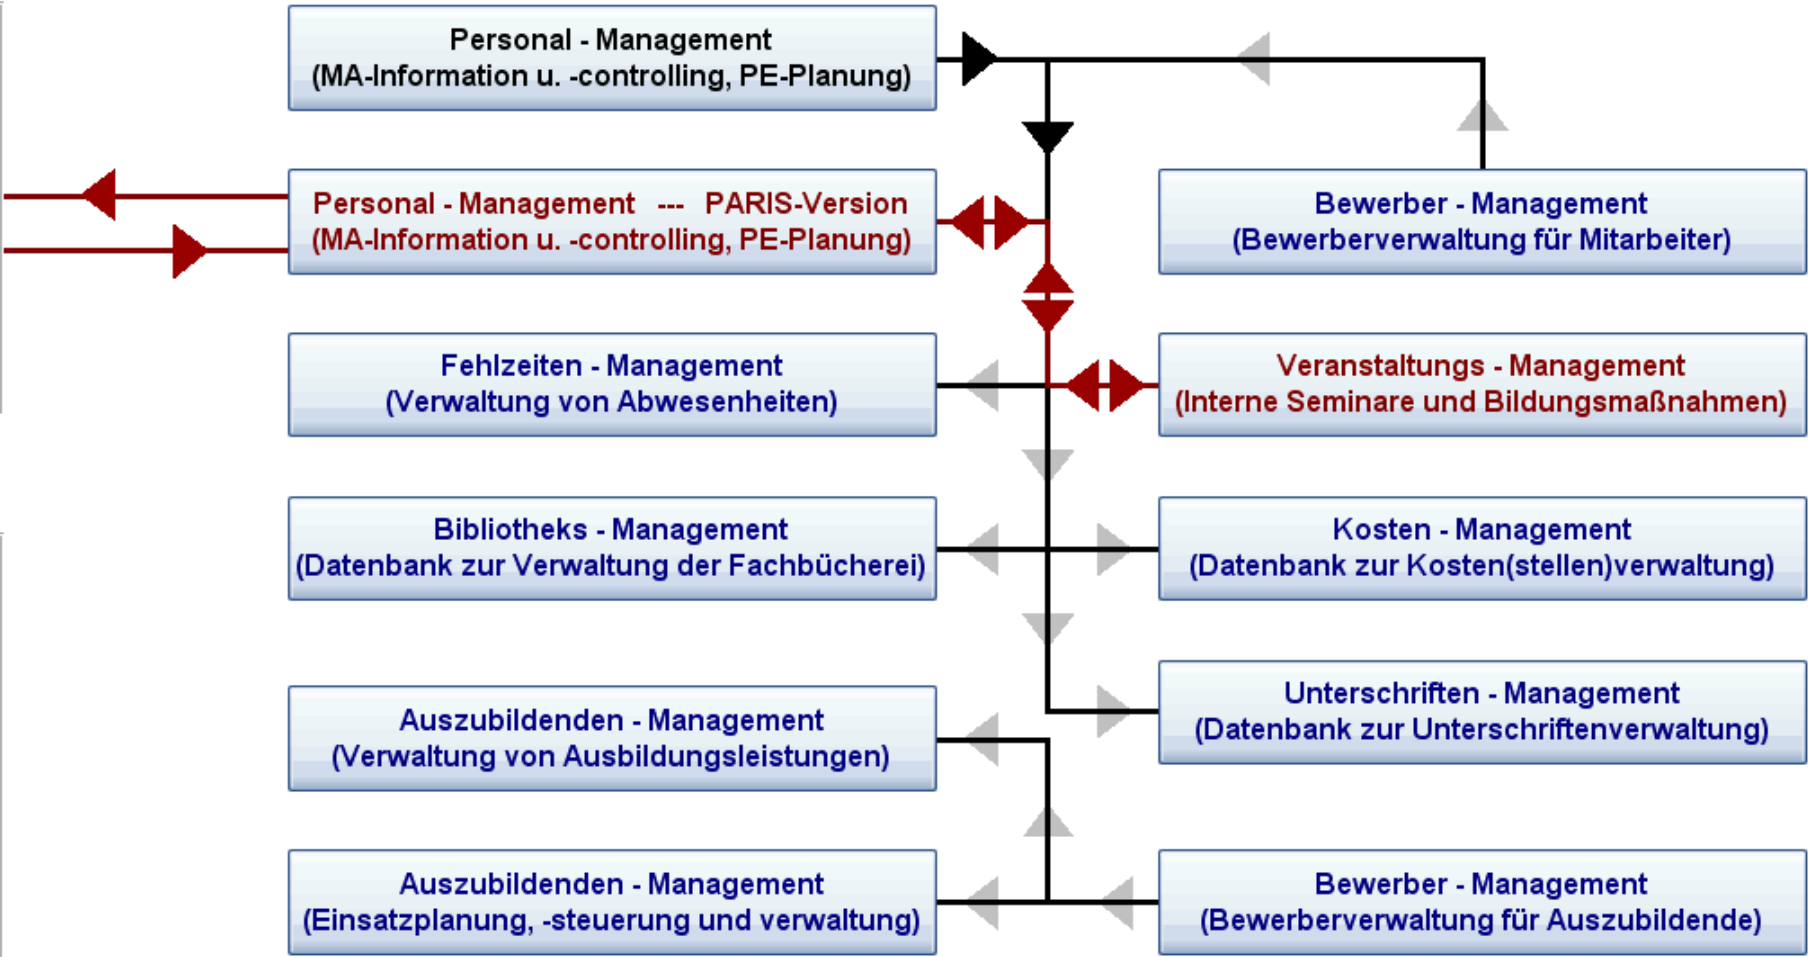 Personal - Management
(MA-Information u. -controlling, PE-Planung)
Personal - Management --- PARIS-Version
(MA-Information u. -controlling, PE-Planung)
Bewerber - Management
(Bewerberverwaltung für Mitarbeiter)
Fehlzeiten - Management
(Verwaltung von Abwesenheiten)
Veranstaltungs - Management
(Interne Seminare und Bildungsmaßnahmen)
Bibliotheks - Management
(Datenbank zur Verwaltung der Fachbücherei)
Kosten - Management
(Datenbank zur Kosten(stellen)verwaltung)
Unterschriften - Management
(Datenbank zur Unterschriftenverwaltung)
Auszubildenden - Management
(Verwaltung von Ausbildungsleistungen)
Auszubildenden - Management
(Einsatzplanung, -steuerung und verwaltung)
Bewerber - Management
(Bewerberverwaltung für Auszubildende)